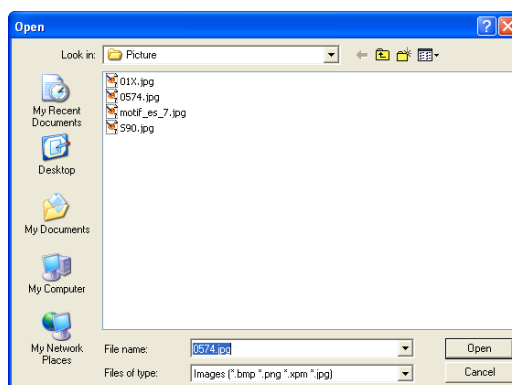 Open
Look in:
Picture
01X.jpg
0574.jpg
motif_es_7.jpg
S90.jpg
My Recent
Documents
Desktop
My Documents
My Computer
My Network
Places
File name:
0574.jpg
Open
Files of type:
Images (*.bmp *.png *.xpm *.jpg)
Cancel